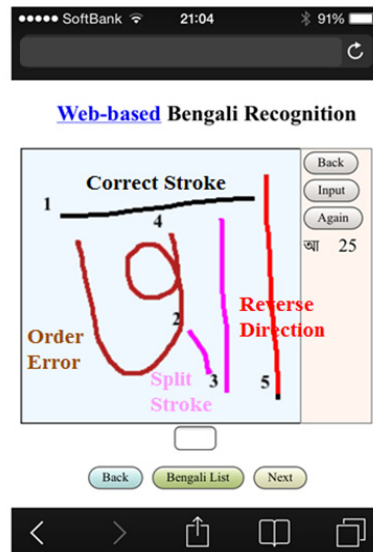 SoftBank 21:04 91%
Web-based Bengali Recognition
Back
Input
Again
আ 25
Correct Stroke
1
4
2
Order
Error
Reverse
Direction
Split
Stroke
3
5
Back Bengali List Next